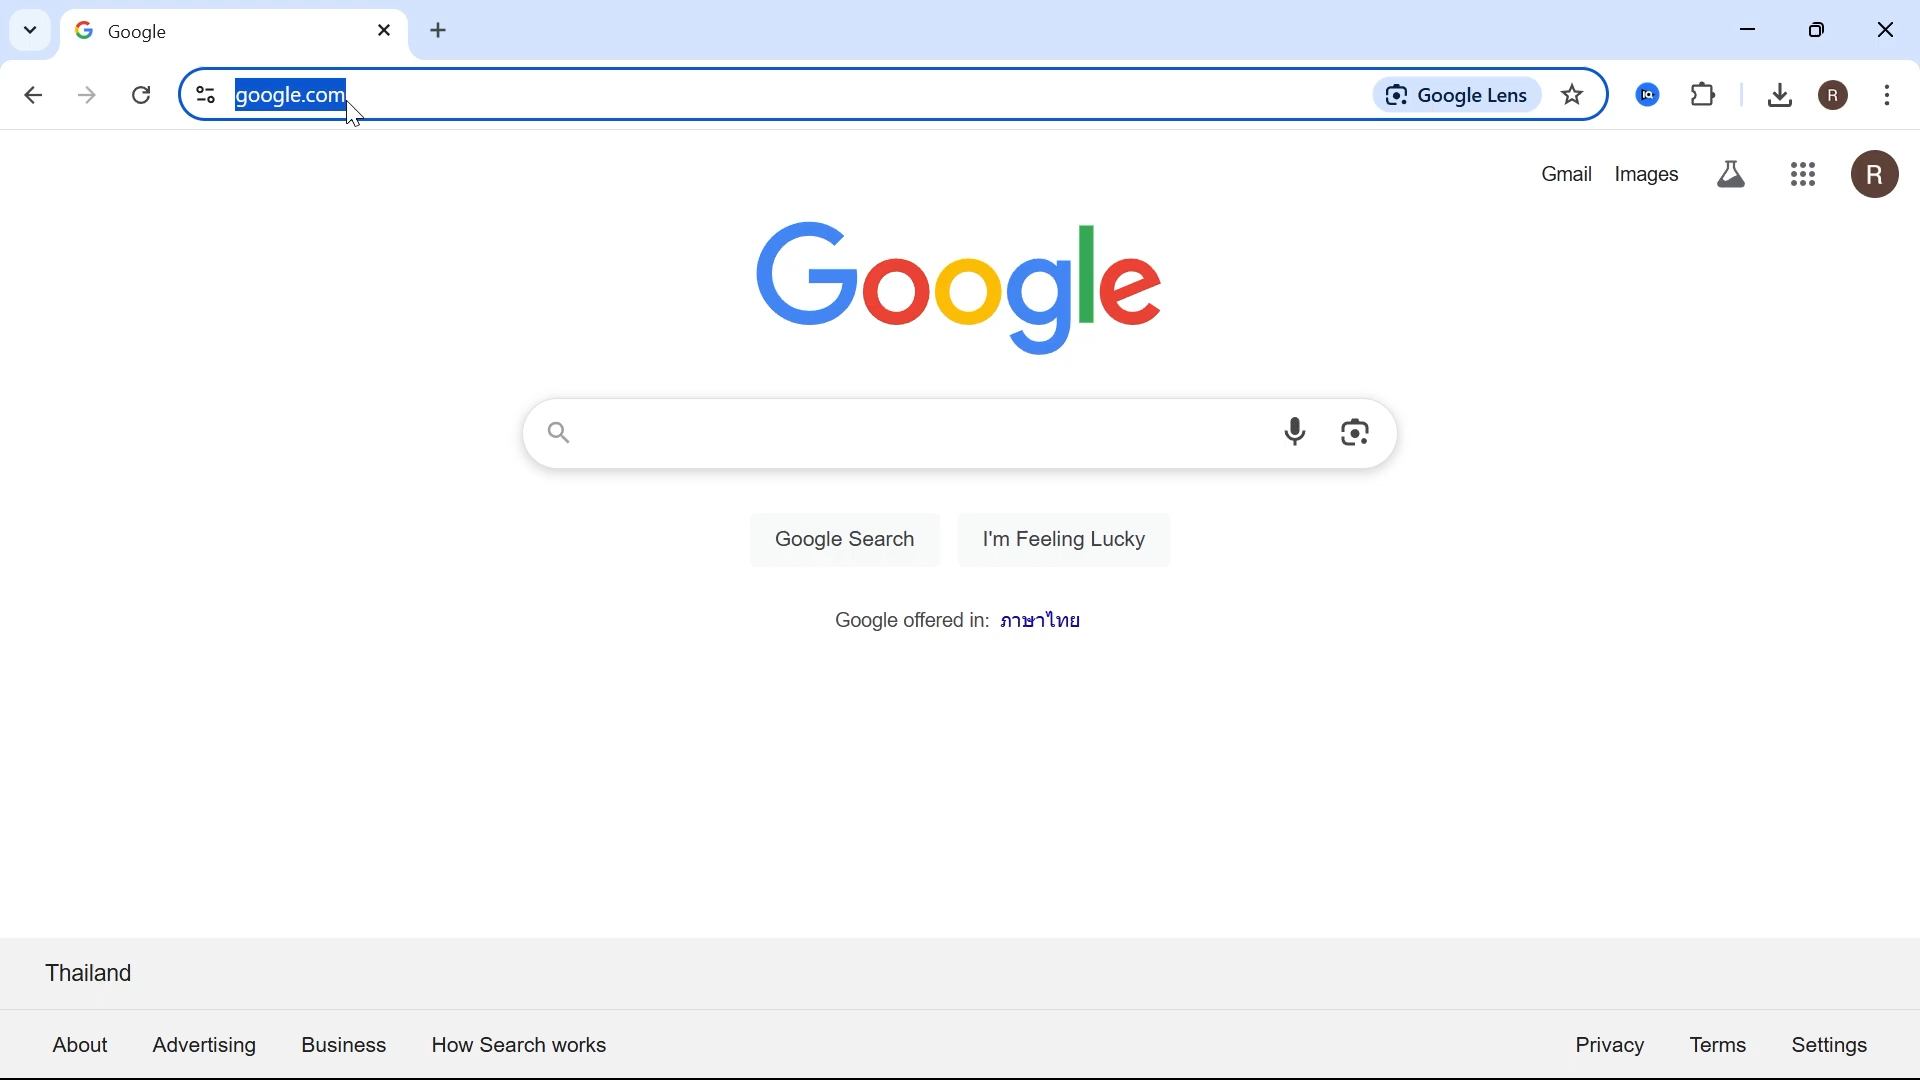 Google
google.com
Google Lens
R
Gmail Images
R
Google
Google Search
I'm Feeling Lucky
Google offered in: ภาษาไทย
Thailand
About Advertising Business How Search works
Privacy Terms Settings